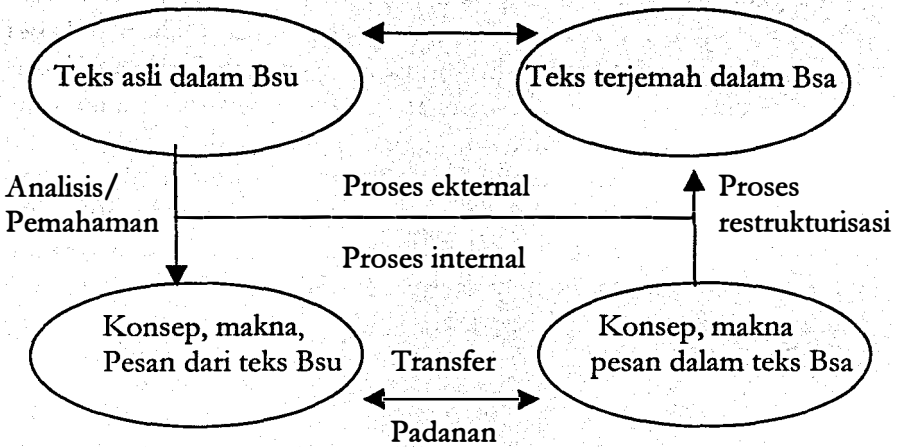 Teks asli dalam Bsu
Teks terjemah dalam Bsa
Analisis/
Pemahaman
Proses ekternal
Proses
restrukturisasi
Proses internal
Konsep, makna,
Pesan dari teks Bsu
Transfer
Padanan
Konsep, makna
pesan dalam teks Bsa